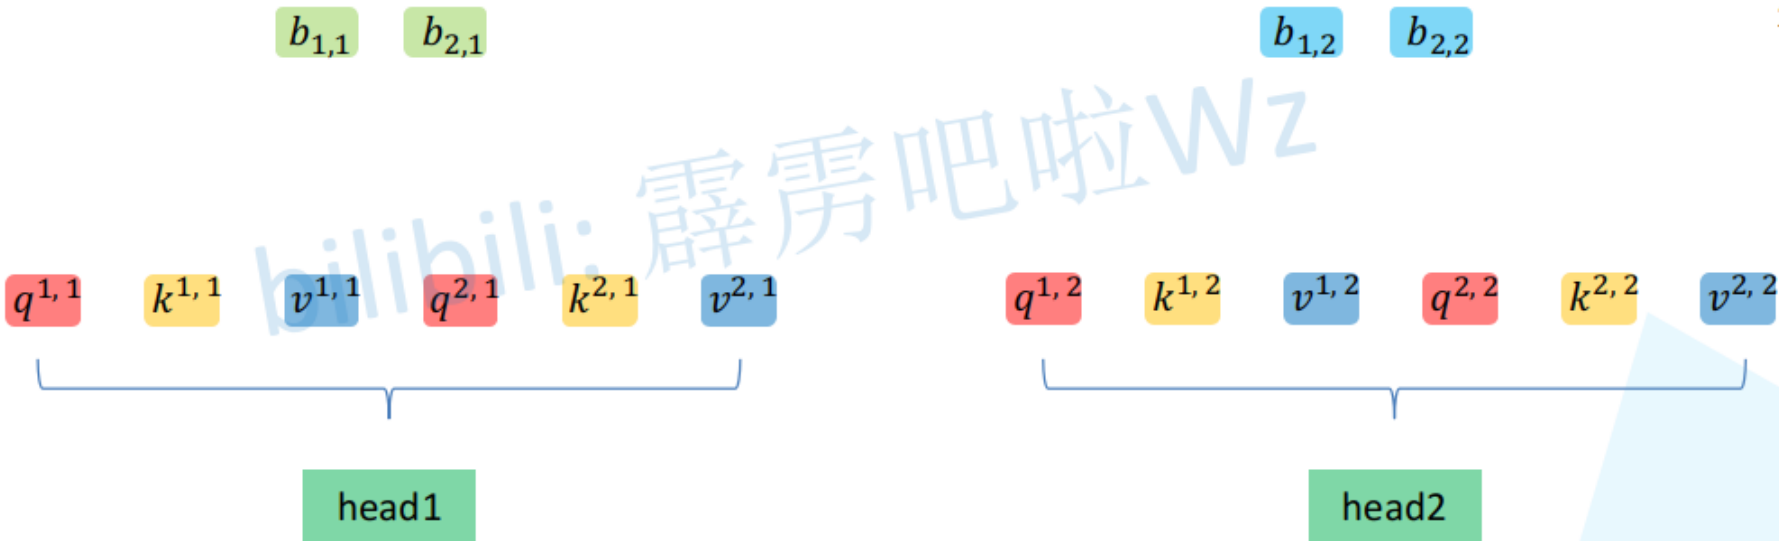 b₁,₁ b₂,₁ b₁,₂ b₂,₂
bilibili: 霹雳吧啦Wz
q¹,¹ k¹,¹ v¹,¹ q²,¹ k²,¹ v²,¹ q¹,² k¹,² v¹,² q²,² k²,² v²,²
head1 head2